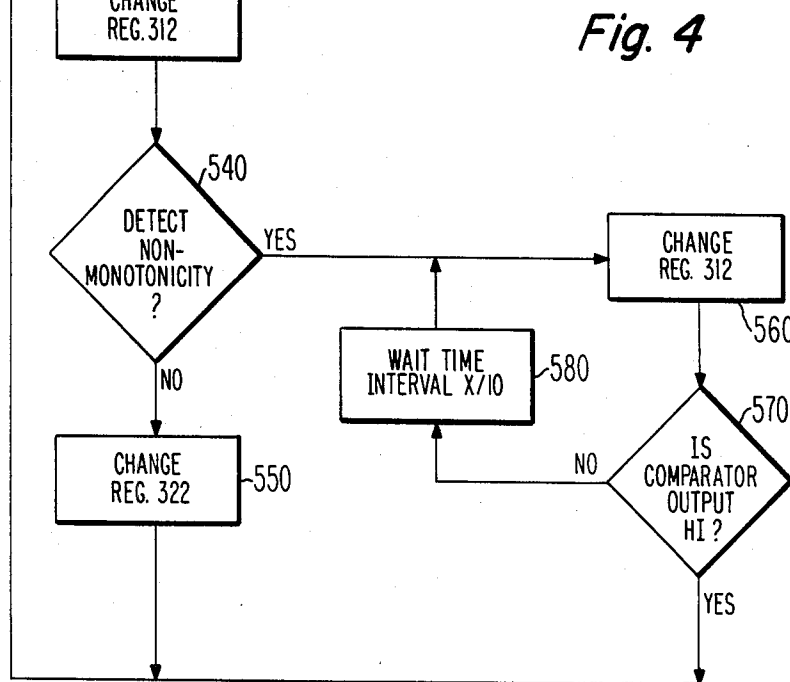 CHANGE
REG. 312
Fig. 4
540
DETECT
NON-
MONOTONICITY
?
YES
NO
CHANGE
REG. 312
560
WAIT TIME
INTERVAL X/10
580
570
IS
COMPARATOR
OUTPUT
HI ?
NO
YES
CHANGE
REG. 322
550